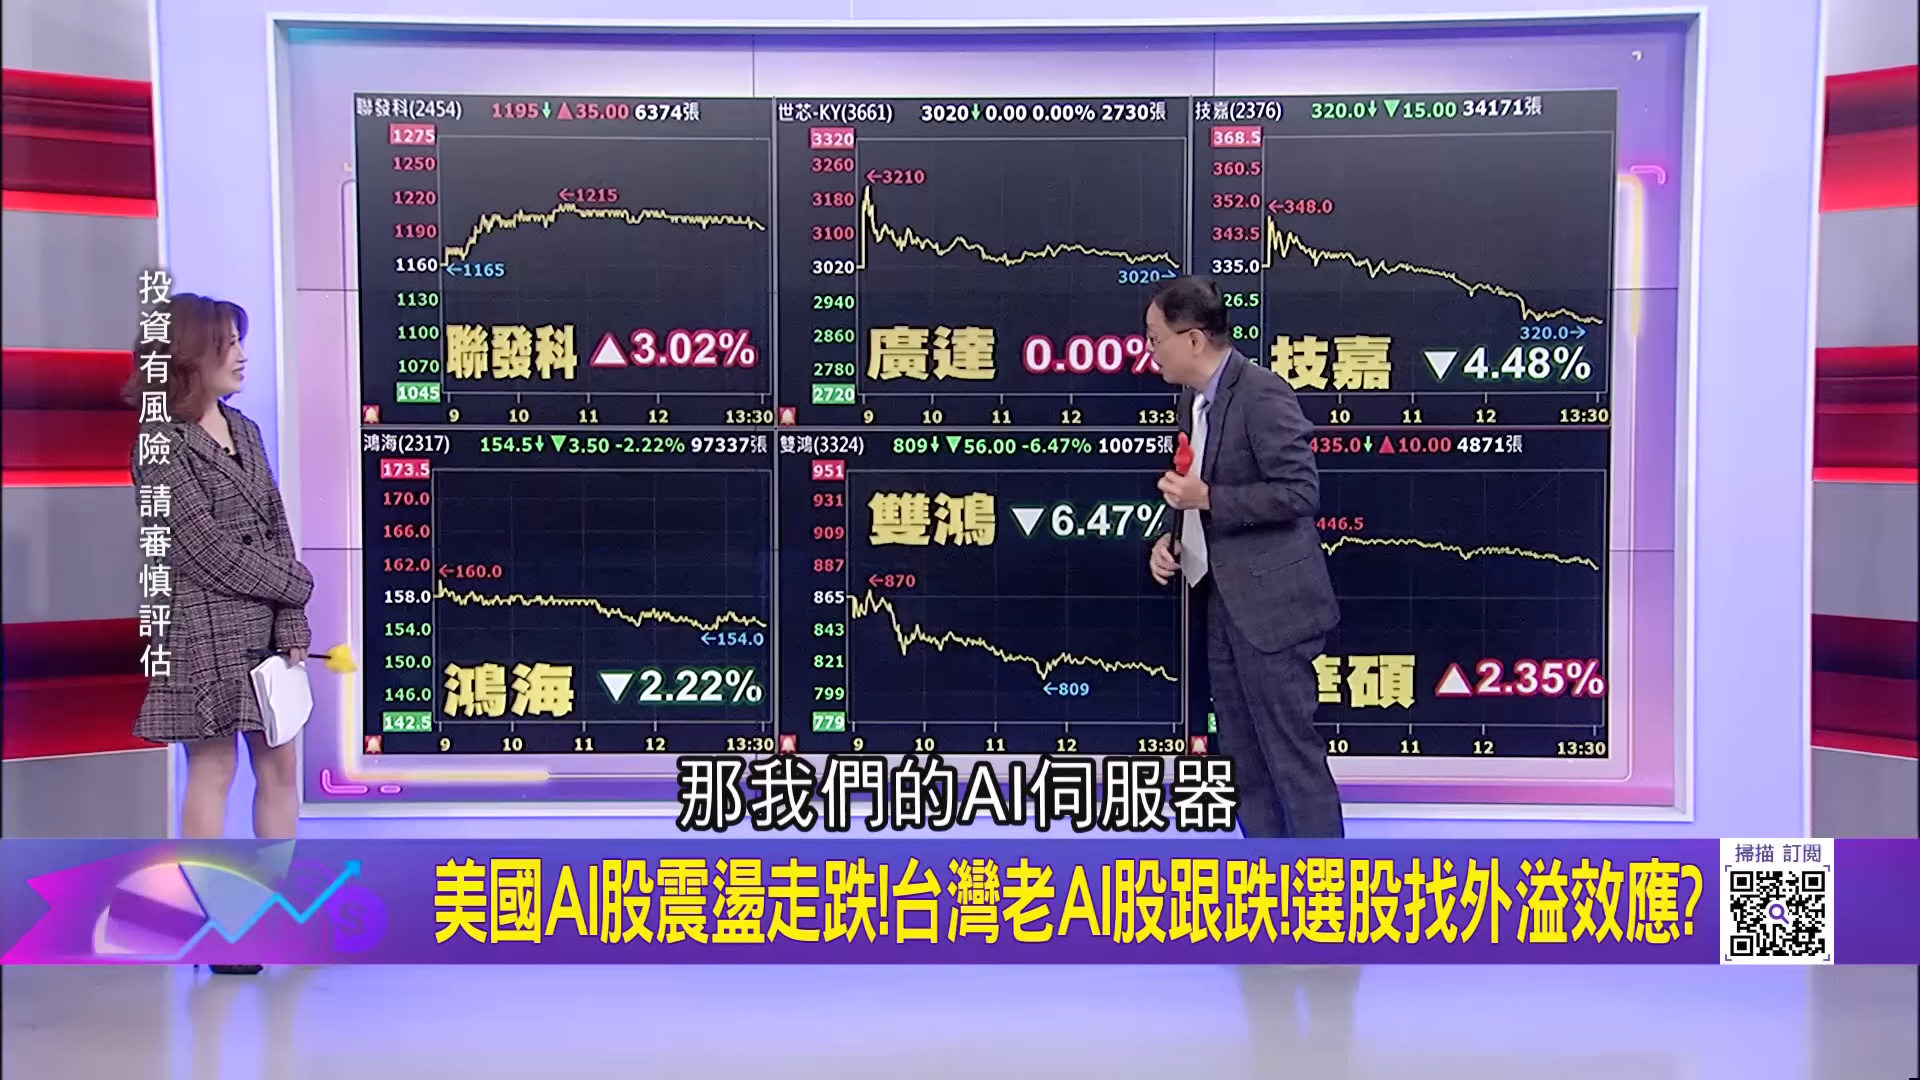 聯發科(2454) 1195↓▲35.00 6374張
1275
1250
1220
1190
1160
1130
1100
1070
1045
←1215
←1165
聯發科 ▲3.02%
9 10 11 12 13:30
世芯-KY(3661) 3020↓0.00 0.00% 2730張
3320
3260
3180
3100
3020
2940
2860
2780
2720
←3210
3020→
廣達 0.00%
9 10 11 12 13:3
技嘉(2376) 320.0↓▼15.00 34171張
368.5
360.5
352.0
343.5
335.0
26.5
8.0
←348.0
320.0→
技嘉 ▼4.48%
10 11 12 13:30
鴻海(2317) 154.5↓▼3.50 -2.22% 97337張
173.5
170.0
166.0
162.0
158.0
154.0
150.0
146.0
142.5
←160.0
←154.0
鴻海 ▼2.22%
9 10 11 12 13:30
雙鴻(3324) 809↓▼56.00 -6.47% 10075張
951
931
909
887
865
843
821
799
779
雙鴻 ▼6.47%
←870
←809
9 10 11 12 13:30
435.0↓▲10.00 4871張
446.5
華碩 ▲2.35%
10 11 12 13:30
投資有風險 請審慎評估
那我們的AI伺服器
美國AI股震盪走跌!台灣老AI股跟跌!選股找外溢效應?
掃描 訂閱